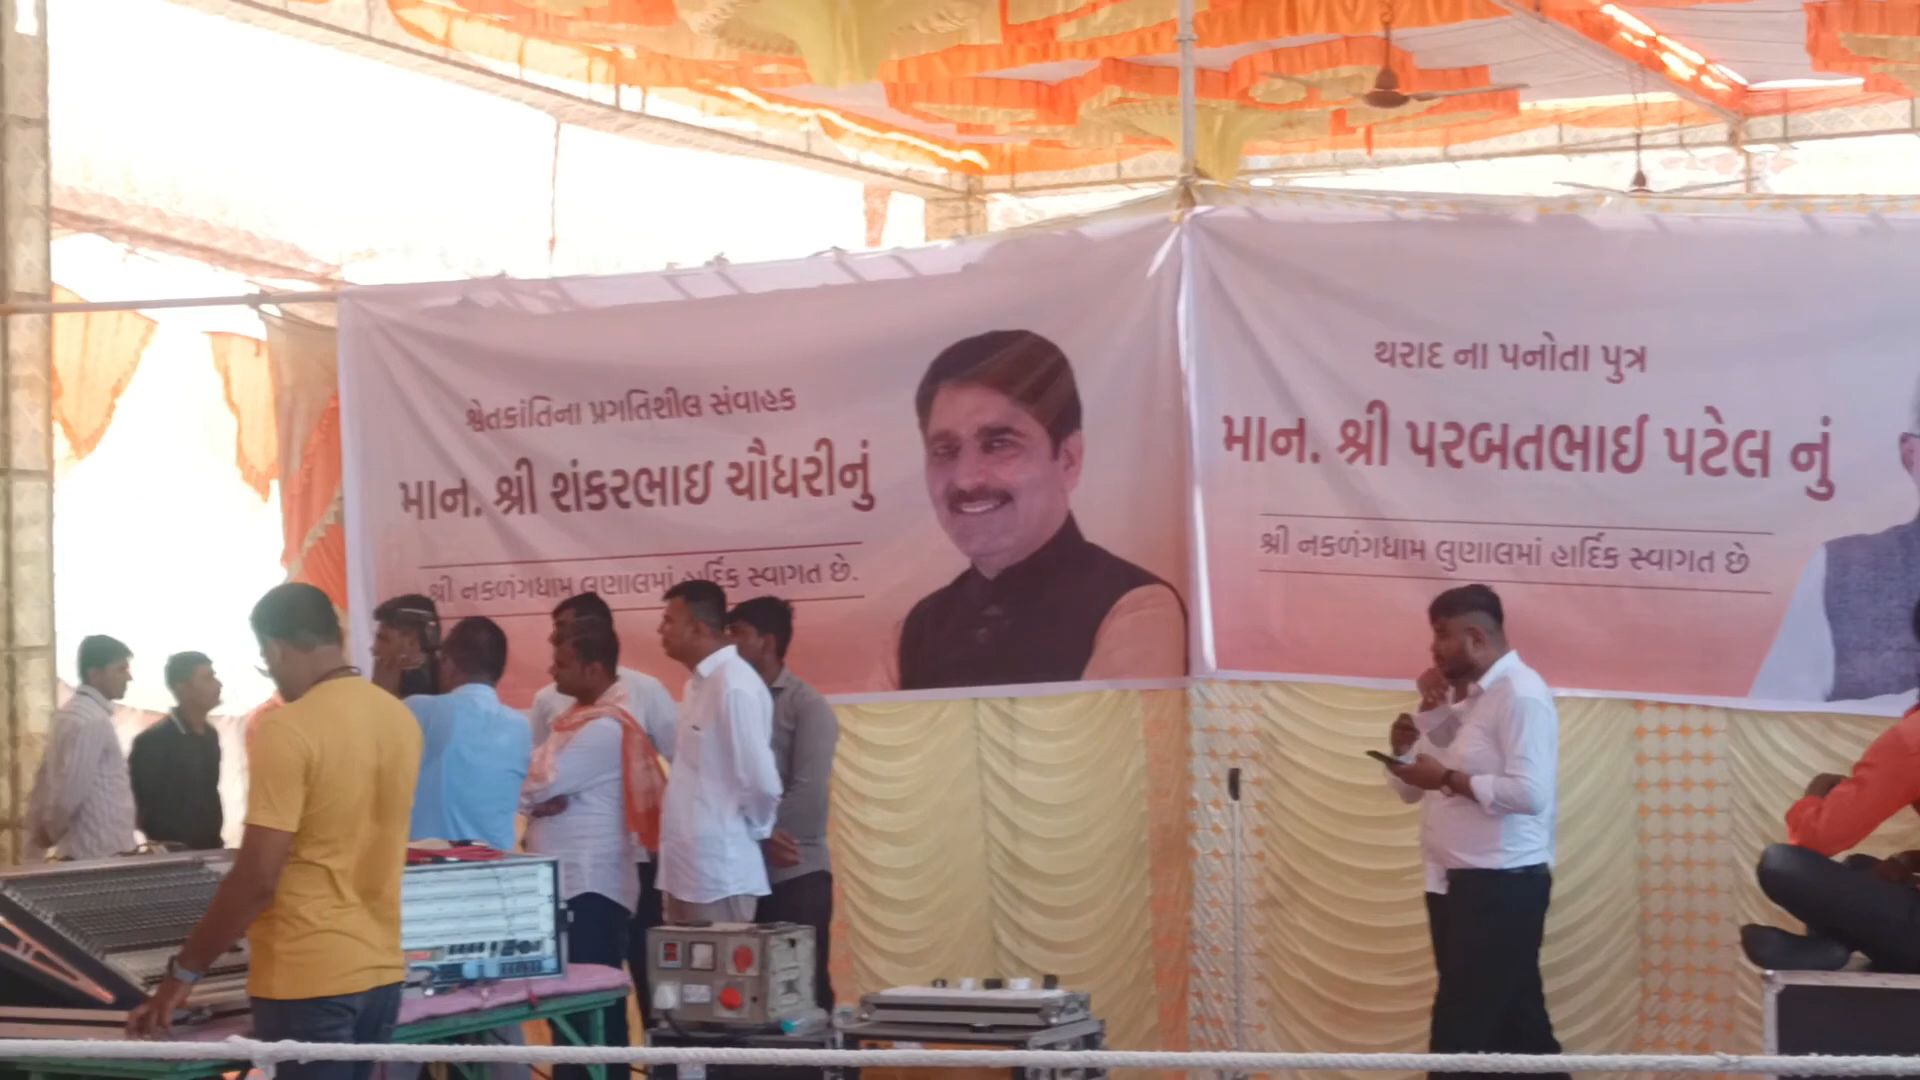 શ્વેતક્રાંતિના પ્રગતિશીલ સંવાહક
માન. શ્રી શંકરભાઇ ચૌધરીનું
શ્રી નકળંગધામ લુણાલમાં હાર્દિક સ્વાગત છે.
થરાદ ના પનોતા પુત્ર
માન. શ્રી પરબતભાઈ પટેલ નું
શ્રી નકળંગધામ લુણાલમાં હાર્દિક સ્વાગત છે